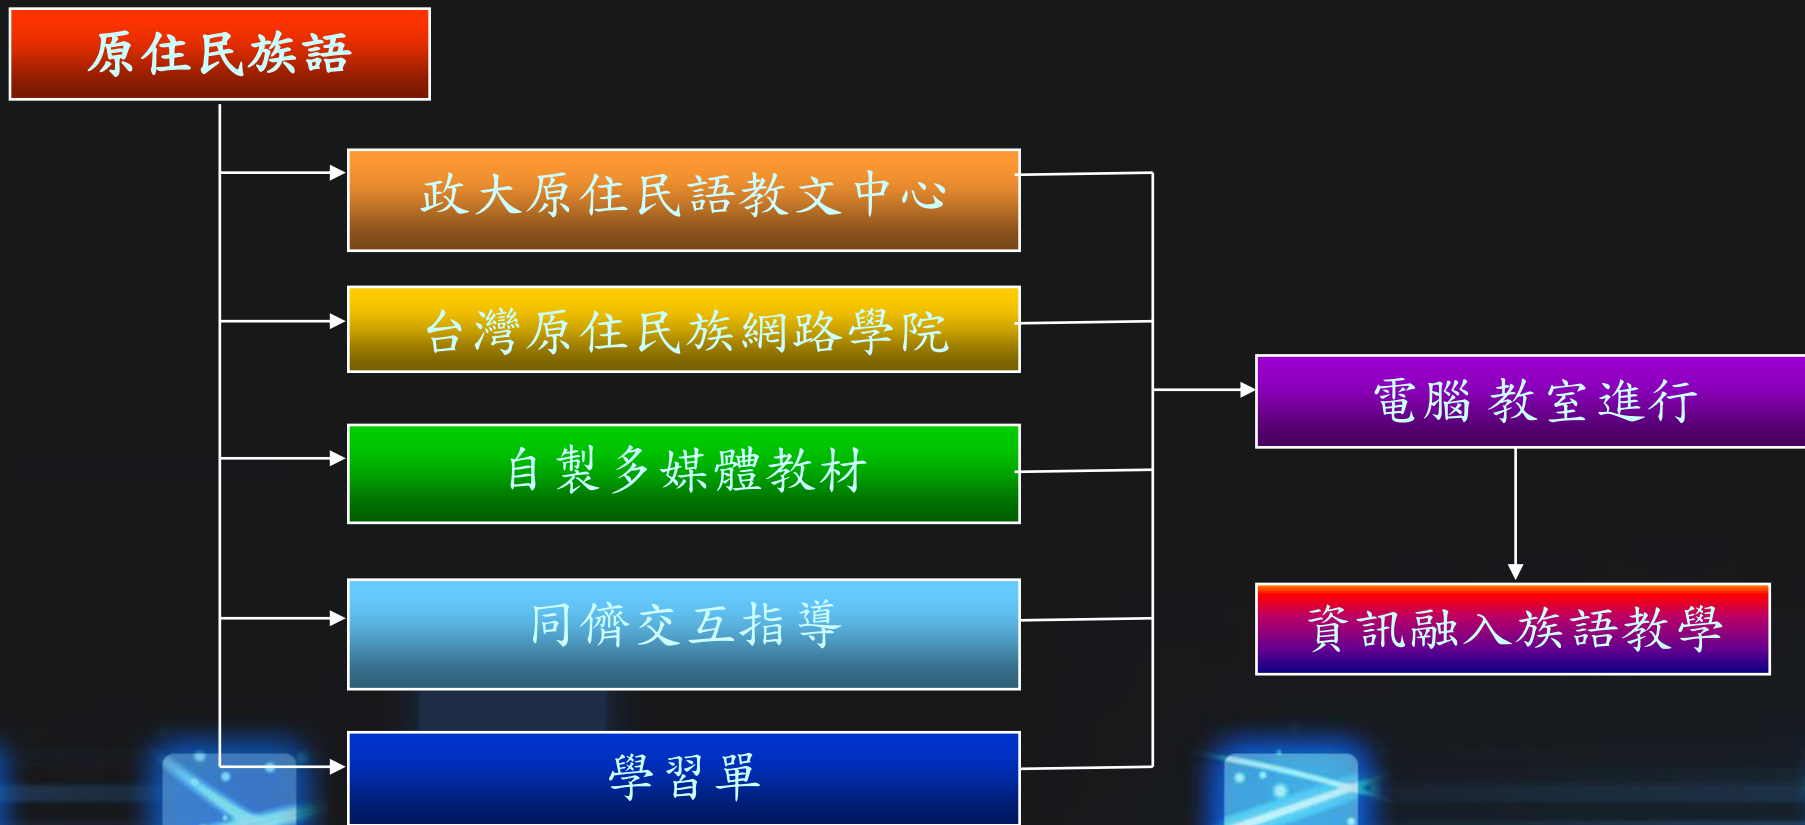 原住民族語
政大原住民語教文中心
台灣原住民族網路學院
自製多媒體教材
同儕交互指導
學習單
電腦 教室進行
資訊融入族語教學